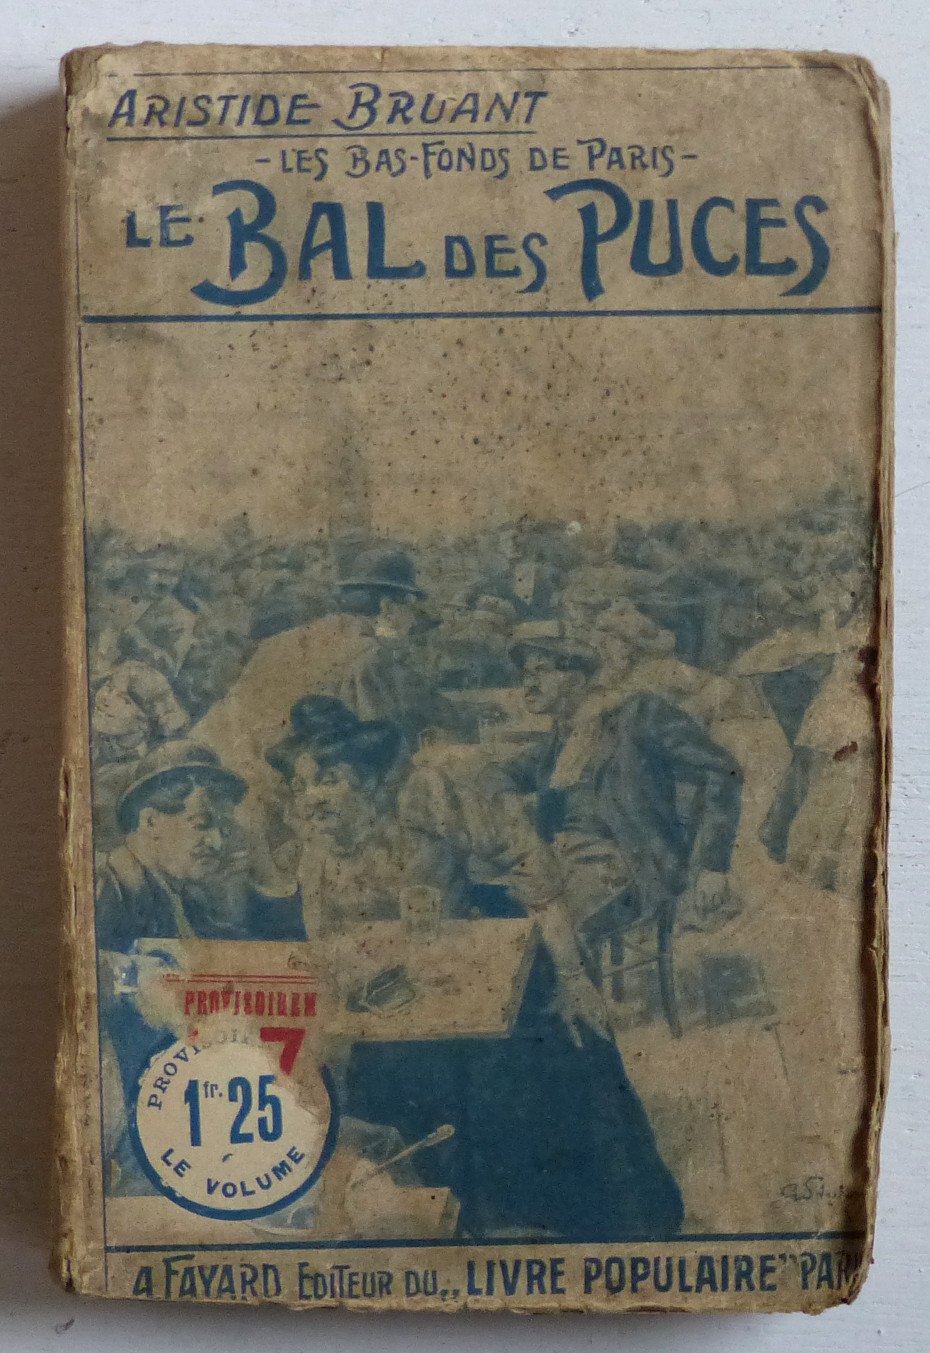 ARISTIDE BRUANT
- LES BAS-FONDS DE PARIS -
LE BAL DES PUCES
PROVISOIREM
7
PROVISOI
1fr. 25
LE VOLUME
A FAYARD EDITEUR DU „LIVRE POPULAIRE"